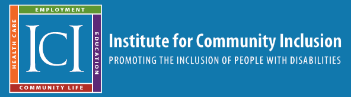 EMPLOYMENT
HEALTH CARE
ICI
EDUCATION
COMMUNITY LIFE
Institute for Community Inclusion
PROMOTING THE INCLUSION OF PEOPLE WITH DISABILITIES